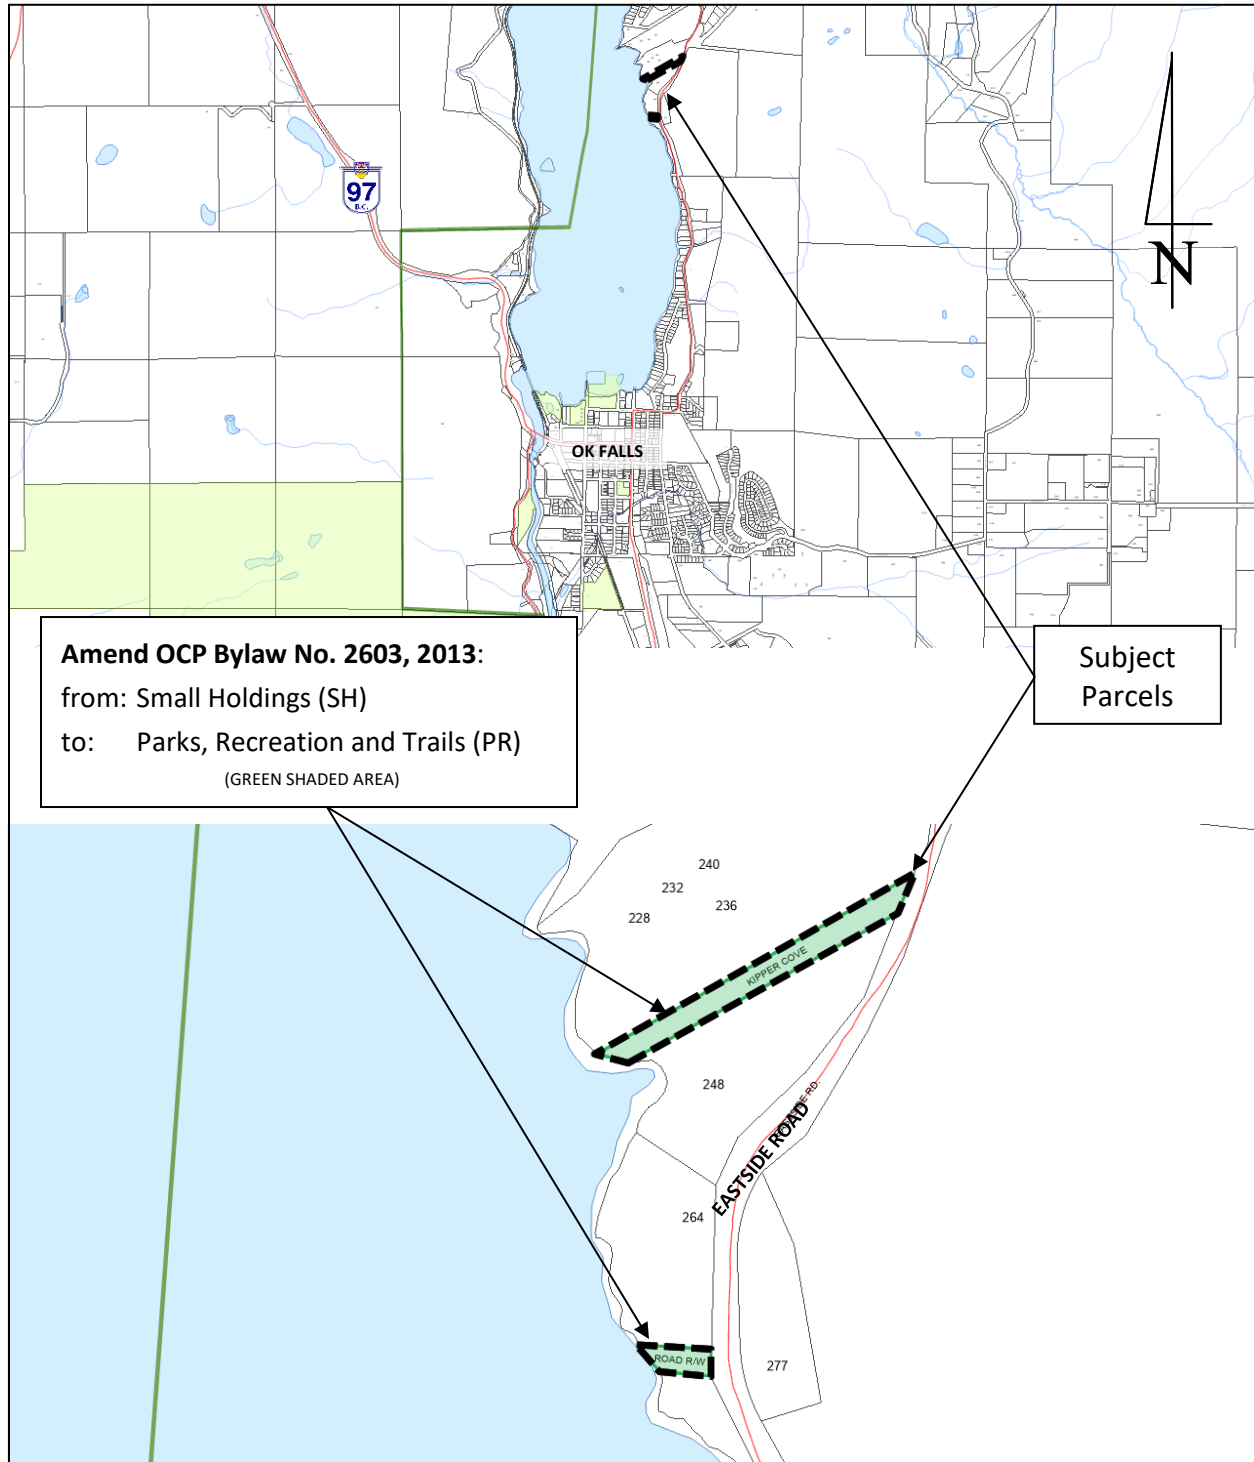 97
B.C.
N
OK FALLS
Amend OCP Bylaw No. 2603, 2013:
from: Small Holdings (SH)
to: Parks, Recreation and Trails (PR)
(GREEN SHADED AREA)
Subject
Parcels
240
232
236
228
KIPPER COVE
248
EASTSIDE ROAD
264
ROAD R/W
277